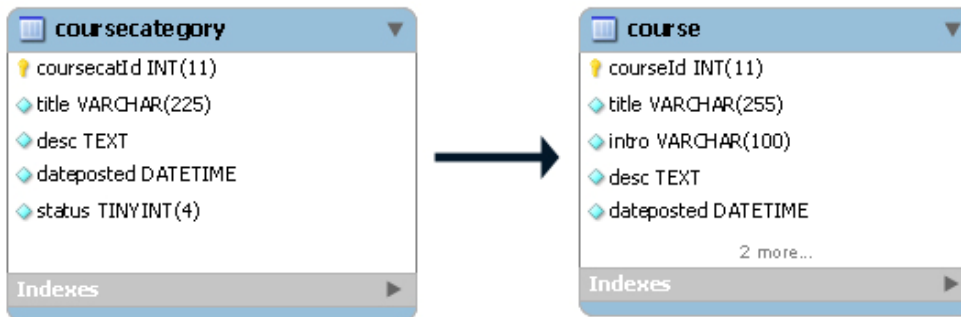 coursecategory
coursecatId INT(11)
title VARCHAR(225)
desc TEXT
dateposted DATETIME
status TINYINT(4)
Indexes
course
courseId INT(11)
title VARCHAR(255)
intro VARCHAR(100)
desc TEXT
dateposted DATETIME
2 more...
Indexes